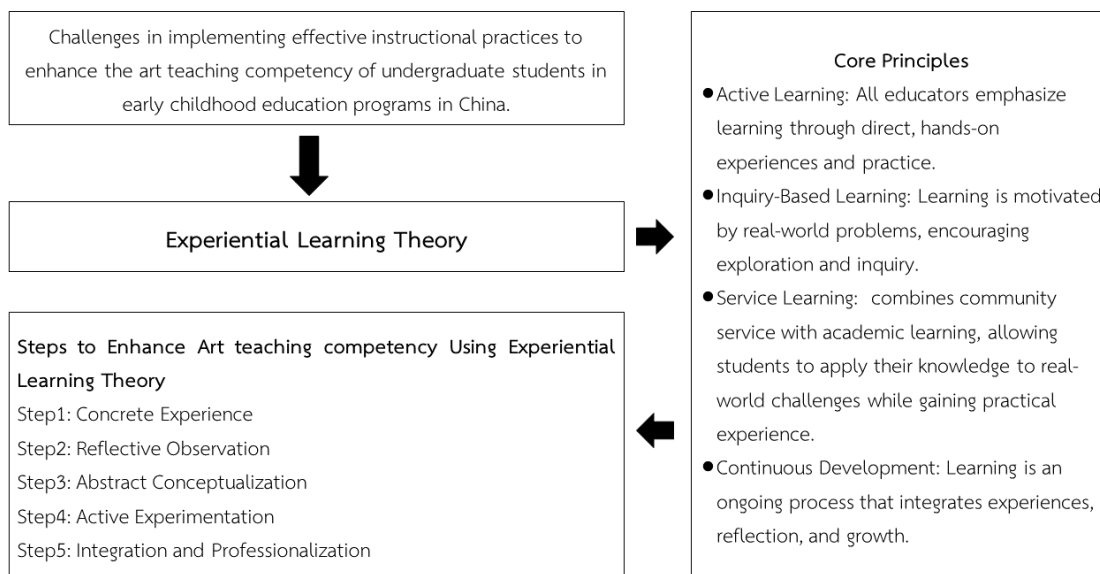 Challenges in implementing effective instructional practices to
enhance the art teaching competency of undergraduate students in
early childhood education programs in China.
Experiential Learning Theory
Core Principles
●Active Learning: All educators emphasize
learning through direct, hands-on
experiences and practice.
●Inquiry-Based Learning: Learning is motivated
by real-world problems, encouraging
exploration and inquiry.
●Service Learning: combines community
service with academic learning, allowing
students to apply their knowledge to real-
world challenges while gaining practical
experience.
●Continuous Development: Learning is an
ongoing process that integrates experiences,
reflection, and growth.
Steps to Enhance Art teaching competency Using Experiential
Learning Theory
Step1: Concrete Experience
Step2: Reflective Observation
Step3: Abstract Conceptualization
Step4: Active Experimentation
Step5: Integration and Professionalization